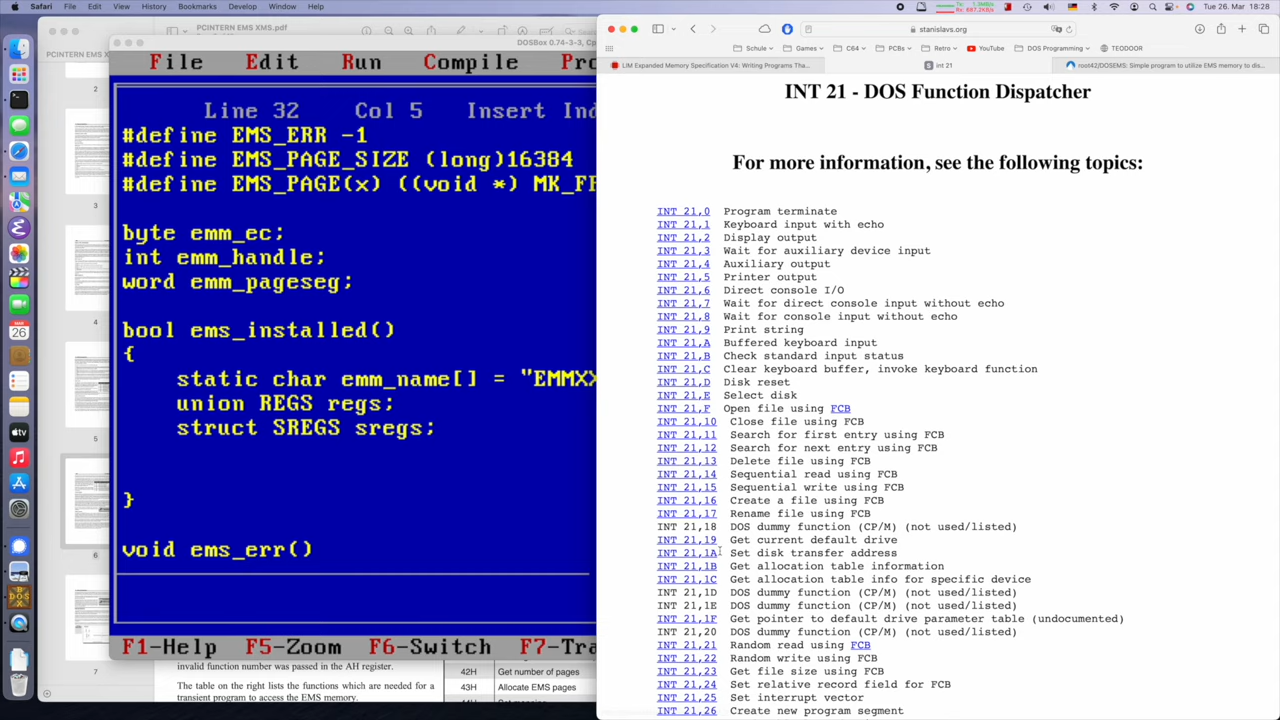 Safari File Edit View History Bookmarks Develop Window Help
Tue 26. Mar 18:28
PCINTERN EMS XMS.pdf
PCINTERN EMS XM
2
3
4
5
6
7
DOSBox 0.74-3-3, Cp
File Edit Run Compile Pr
Line 32 Col 5 Insert Ind
#define EMS_ERR -1
#define EMS_PAGE_SIZE (long)16384
#define EMS_PAGE(x) ((void *) MK_F
byte emm_ec;
int emm_handle;
word emm_pageseg;
bool ems_installed()
{
static char emm_name[] = "EMMX
union REGS regs;
struct SREGS sregs;
}
void ems_err()
F1-Help F5-Zoom F6-Switch F7-Tra
invalid function number was passed in the AH register.
The table on the right lists the functions which are needed for a
transient program to access the EMS memory.
42H Get number of pages
43H Allocate EMS pages
stanislavs.org
Schule Games C64 PCBs Retro YouTube DOS Programming TEODOOR
LIM Expanded Memory Specification V4: Writing Programs Tha...
int 21
root42/DOSEMS: Simple program to utilize EMS memory to dis...
INT 21 - DOS Function Dispatcher
For more information, see the following topics:
INT 21,0 Program terminate
INT 21,1 Keyboard input with echo
INT 21,2 Display output
INT 21,3 Wait for auxiliary device input
INT 21,4 Auxiliary output
INT 21,5 Printer output
INT 21,6 Direct console I/O
INT 21,7 Wait for direct console input without echo
INT 21,8 Wait for console input without echo
INT 21,9 Print string
INT 21,A Buffered keyboard input
INT 21,B Check standard input status
INT 21,C Clear keyboard buffer, invoke keyboard function
INT 21,D Disk reset
INT 21,E Select disk
INT 21,F Open file using FCB
INT 21,10 Close file using FCB
INT 21,11 Search for first entry using FCB
INT 21,12 Search for next entry using FCB
INT 21,13 Delete file using FCB
INT 21,14 Sequential read using FCB
INT 21,15 Sequential write using FCB
INT 21,16 Create a file using FCB
INT 21,17 Rename file using FCB
INT 21,18 DOS dummy function (CP/M) (not used/listed)
INT 21,19 Get current default drive
INT 21,1A Set disk transfer address
INT 21,1B Get allocation table information
INT 21,1C Get allocation table info for specific device
INT 21,1D DOS dummy function (CP/M) (not used/listed)
INT 21,1E DOS dummy function (CP/M) (not used/listed)
INT 21,1F Get pointer to default drive parameter table (undocumented)
INT 21,20 DOS dummy function (CP/M) (not used/listed)
INT 21,21 Random read using FCB
INT 21,22 Random write using FCB
INT 21,23 Get file size using FCB
INT 21,24 Set relative record field for FCB
INT 21,25 Set interrupt vector
INT 21,26 Create new program segment